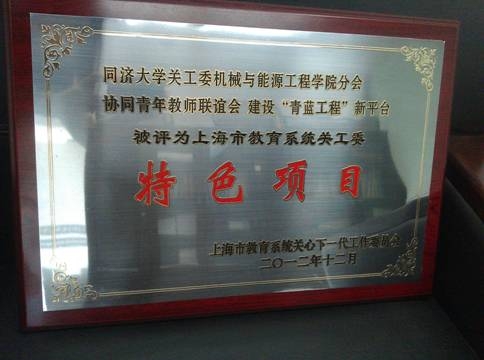 同济大学关工委机械与能源工程学院分会
协同青年教师联谊会 建设“青蓝工程”新平台
被评为上海市教育系统关工委
特色项目
上海市教育系统关心下一代工作委员会
二〇一二年十二月